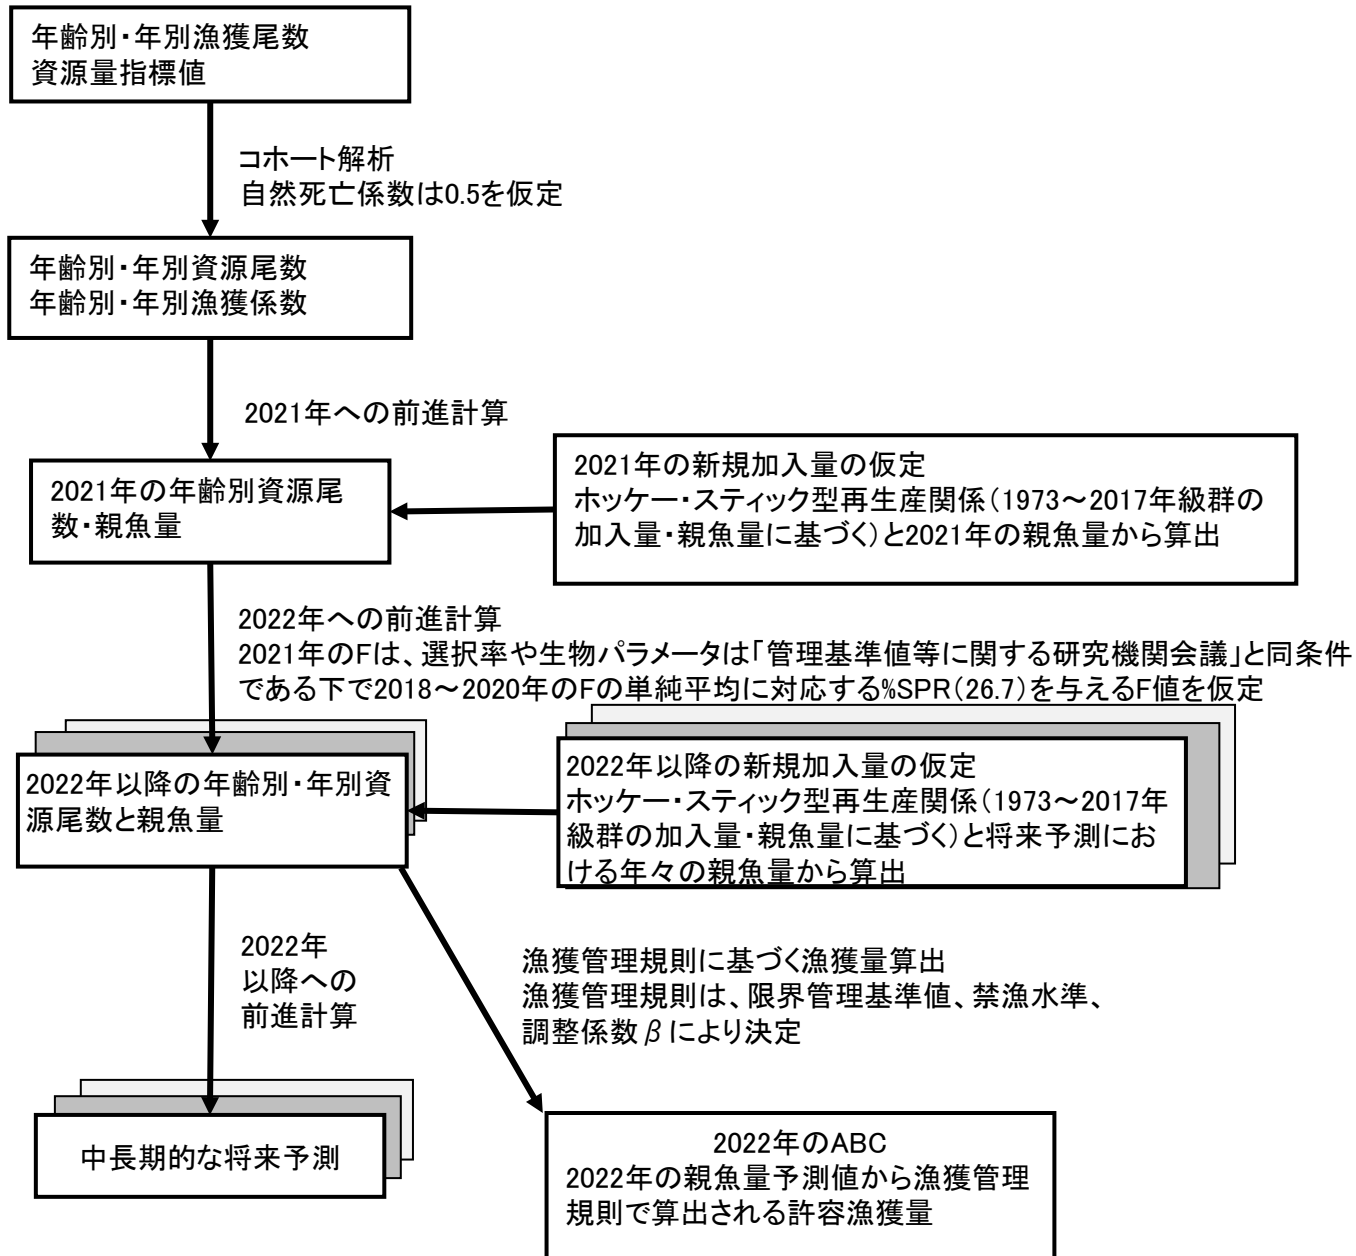 年齢別・年別漁獲尾数
資源量指標値
コホート解析
自然死亡係数は0.5を仮定
年齢別・年別資源尾数
年齢別・年別漁獲係数
2021年への前進計算
2021年の年齢別資源尾
数・親魚量
2021年の新規加入量の仮定
ホッケー・スティック型再生産関係(1973～2017年級群の
加入量・親魚量に基づく)と2021年の親魚量から算出
2022年への前進計算
2021年のFは、選択率や生物パラメータは「管理基準値等に関する研究機関会議」と同条件
である下で2018～2020年のFの単純平均に対応する%SPR(26.7)を与えるF値を仮定
2022年以降の年齢別・年別資
源尾数と親魚量
2022年以降の新規加入量の仮定
ホッケー・スティック型再生産関係(1973～2017年
級群の加入量・親魚量に基づく)と将来予測にお
ける年々の親魚量から算出
2022年
以降への
前進計算
漁獲管理規則に基づく漁獲量算出
漁獲管理規則は、限界管理基準値、禁漁水準、
調整係数βにより決定
中長期的な将来予測
2022年のABC
2022年の親魚量予測値から漁獲管理
規則で算出される許容漁獲量